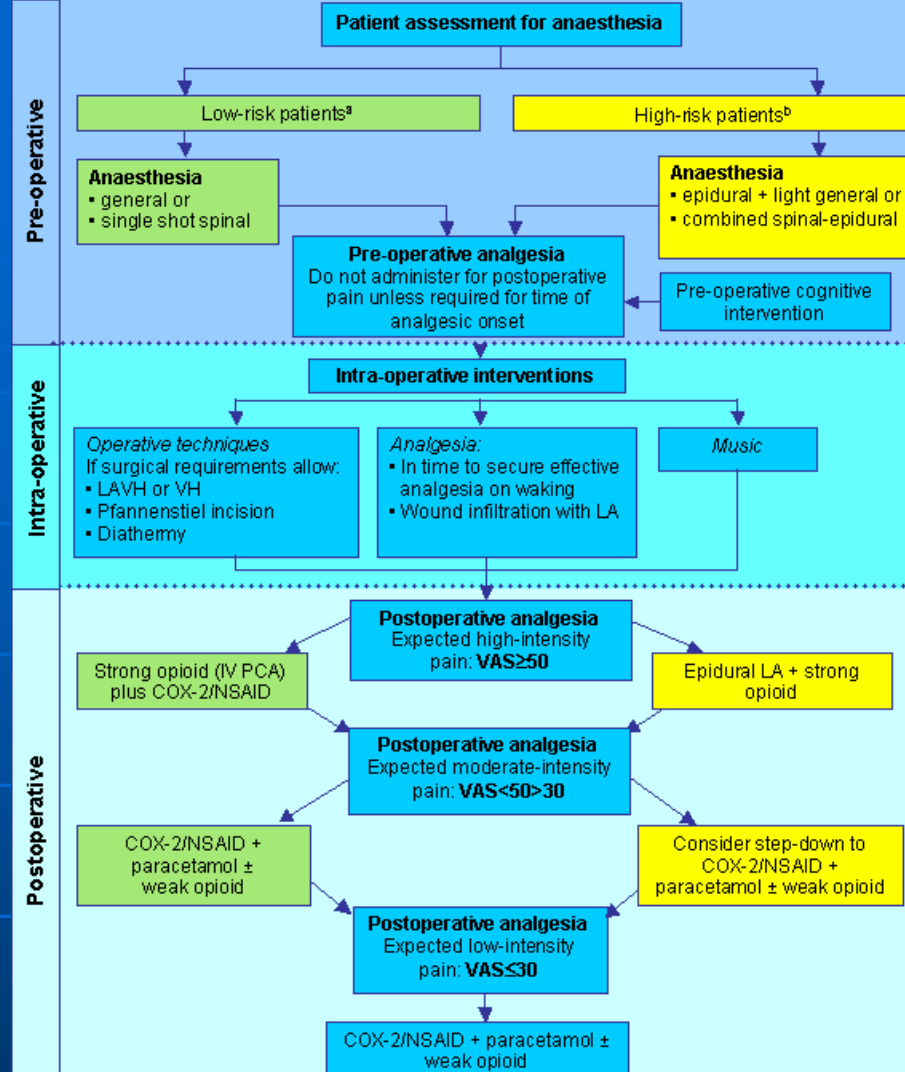 Pre-operative
Patient assessment for anaesthesia
Low-risk patientsᵃ
High-risk patientsᵇ
Anaesthesia
▪ general or
▪ single shot spinal
Anaesthesia
▪ epidural + light general or
▪ combined spinal-epidural
Pre-operative analgesia
Do not administer for postoperative
pain unless required for time of
analgesic onset
Pre-operative cognitive
intervention
Intra-operative
Intra-operative interventions
Operative techniques
If surgical requirements allow:
▪ LAVH or VH
▪ Pfannenstiel incision
▪ Diathermy
Analgesia:
▪ In time to secure effective
analgesia on waking
▪ Wound infiltration with LA
Music
Postoperative
Postoperative analgesia
Expected high-intensity
pain: VAS≥50
Strong opioid (IV PCA)
plus COX-2/NSAID
Epidural LA + strong
opioid
Postoperative analgesia
Expected moderate-intensity
pain: VAS<50>30
COX-2/NSAID +
paracetamol ±
weak opioid
Consider step-down to
COX-2/NSAID +
paracetamol ± weak opioid
Postoperative analgesia
Expected low-intensity
pain: VAS≤30
COX-2/NSAID + paracetamol ±
weak opioid